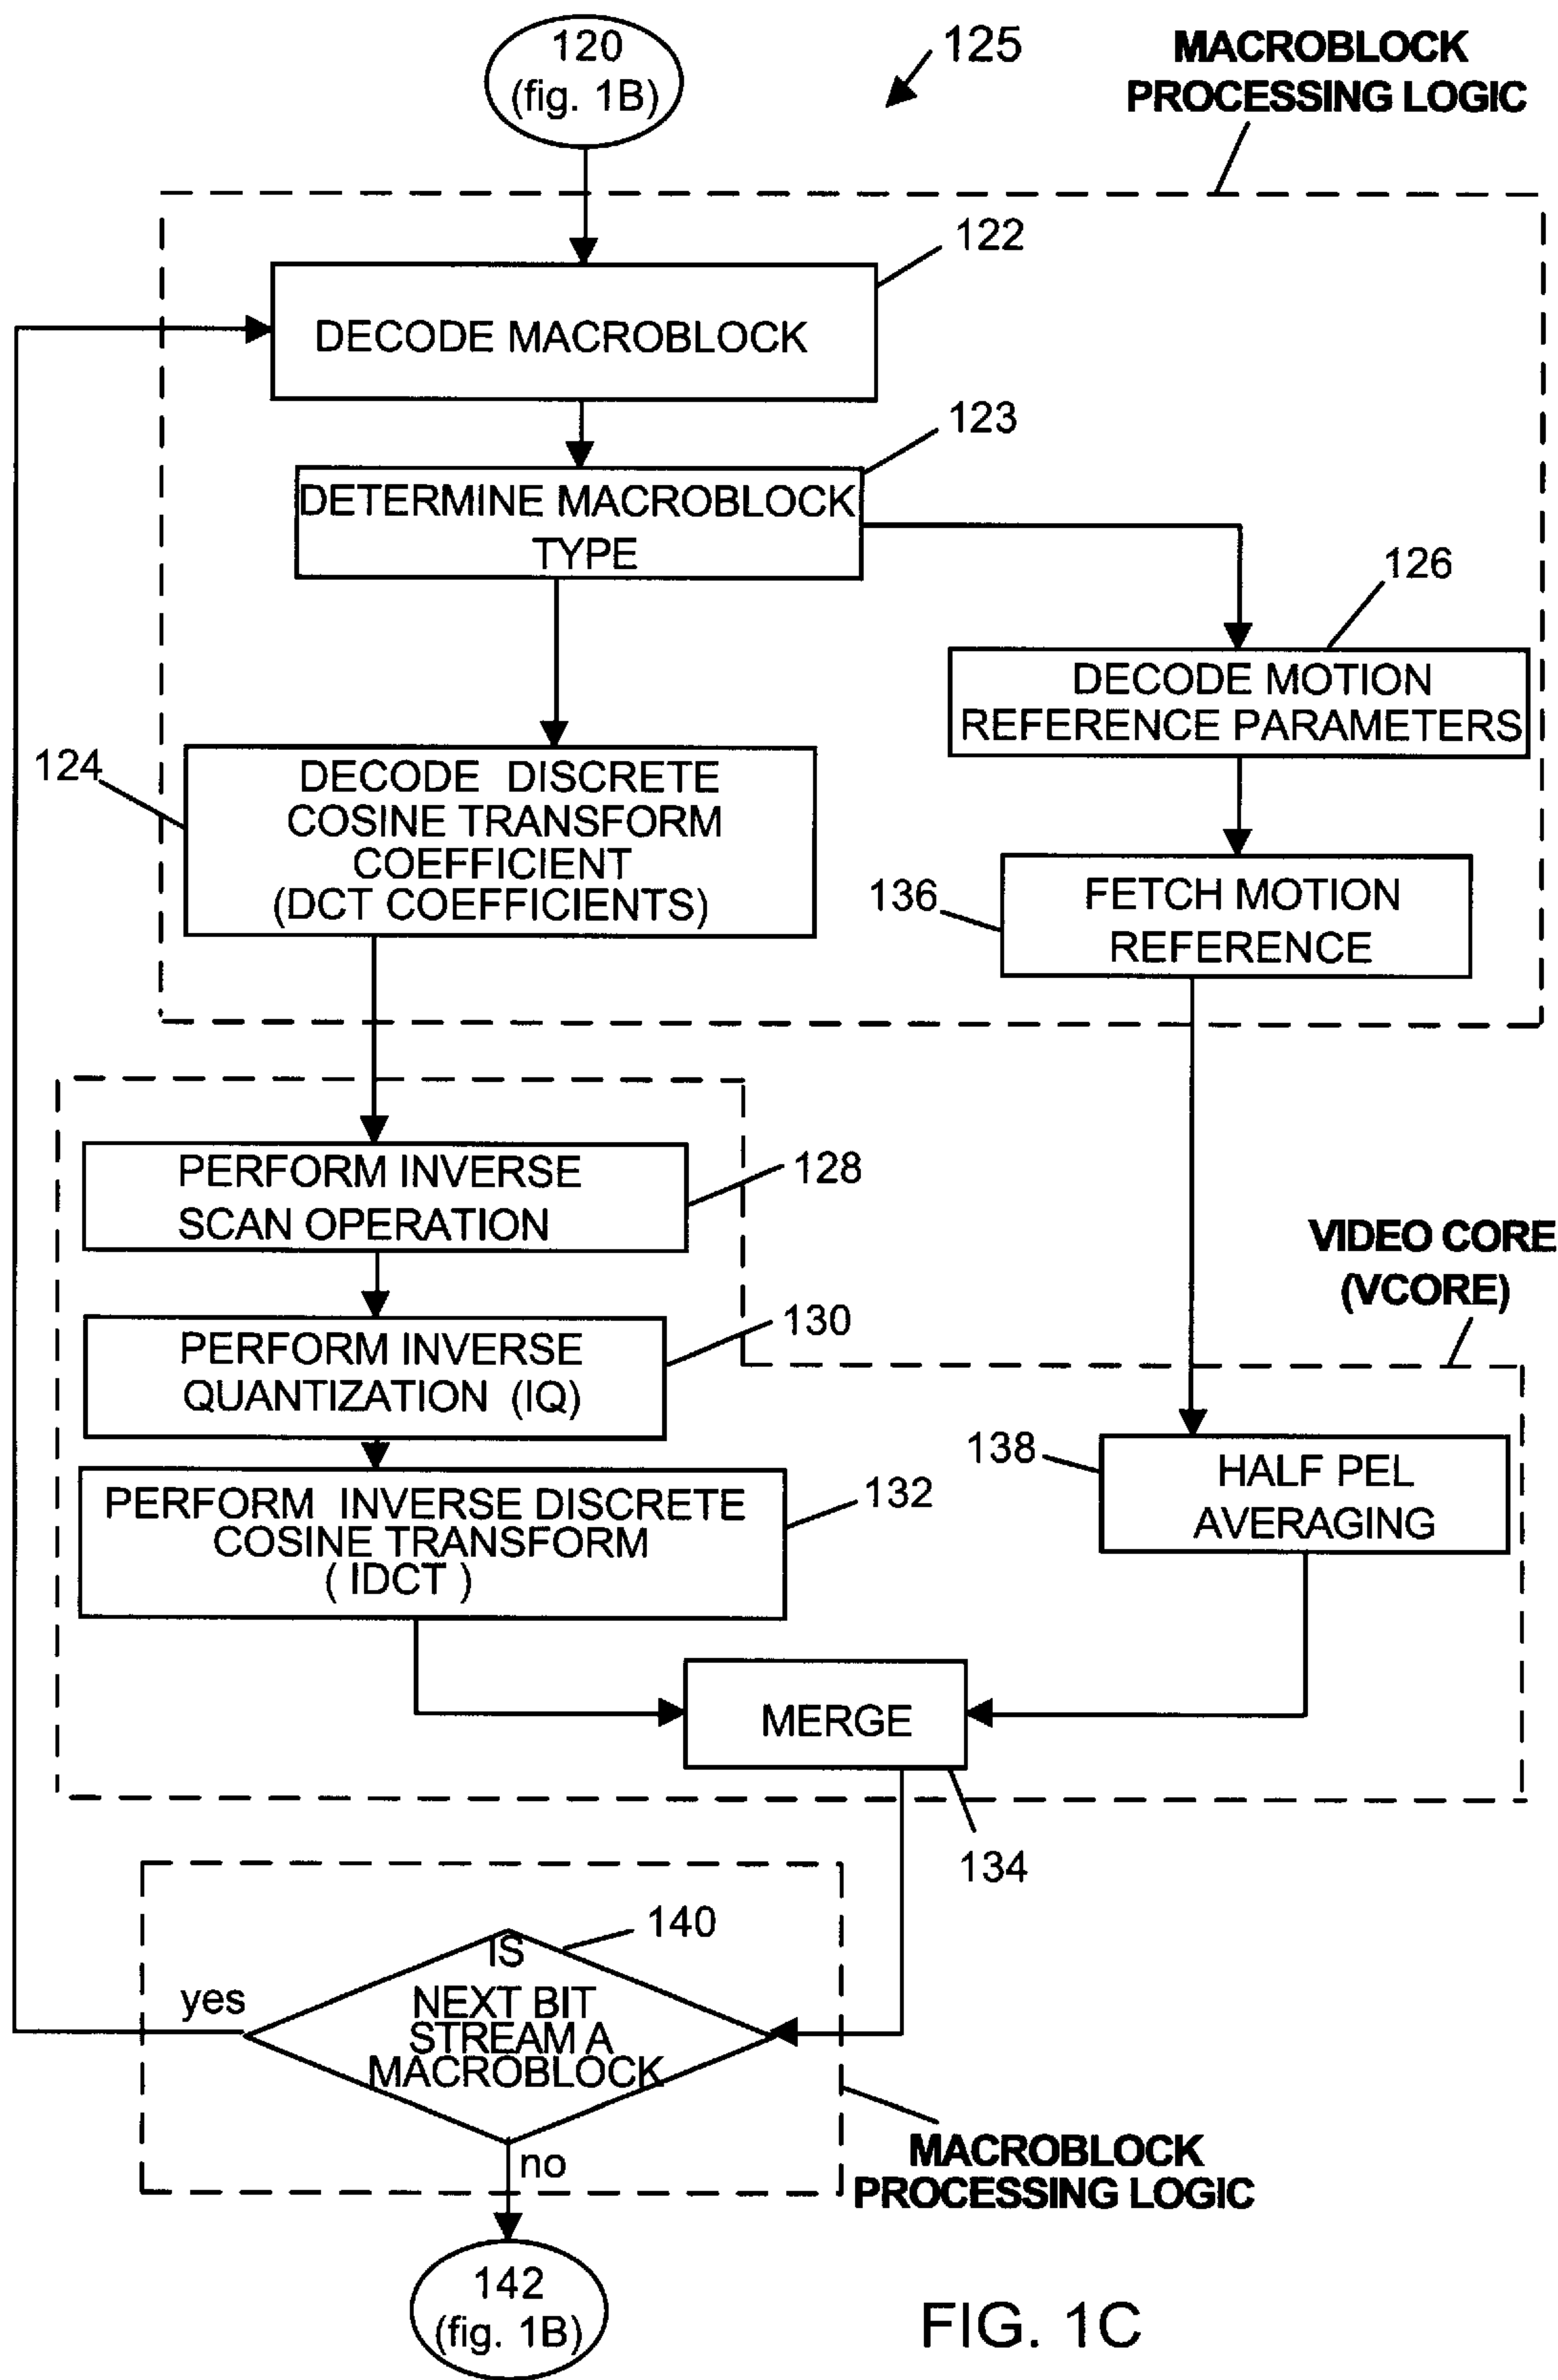 120
(fig. 1B)
125
MACROBLOCK
PROCESSING LOGIC
122
DECODE MACROBLOCK
123
DETERMINE MACROBLOCK
TYPE
126
DECODE MOTION
REFERENCE PARAMETERS
124
DECODE DISCRETE
COSINE TRANSFORM
COEFFICIENT
(DCT COEFFICIENTS)
136
FETCH MOTION
REFERENCE
PERFORM INVERSE
SCAN OPERATION
128
VIDEO CORE
(VCORE)
PERFORM INVERSE
QUANTIZATION (IQ)
130
138
HALF PEL
AVERAGING
PERFORM INVERSE DISCRETE
COSINE TRANSFORM
( IDCT )
132
MERGE
134
140
IS
NEXT BIT
STREAM A
MACROBLOCK
yes
no
MACROBLOCK
PROCESSING LOGIC
142
(fig. 1B)
FIG. 1C